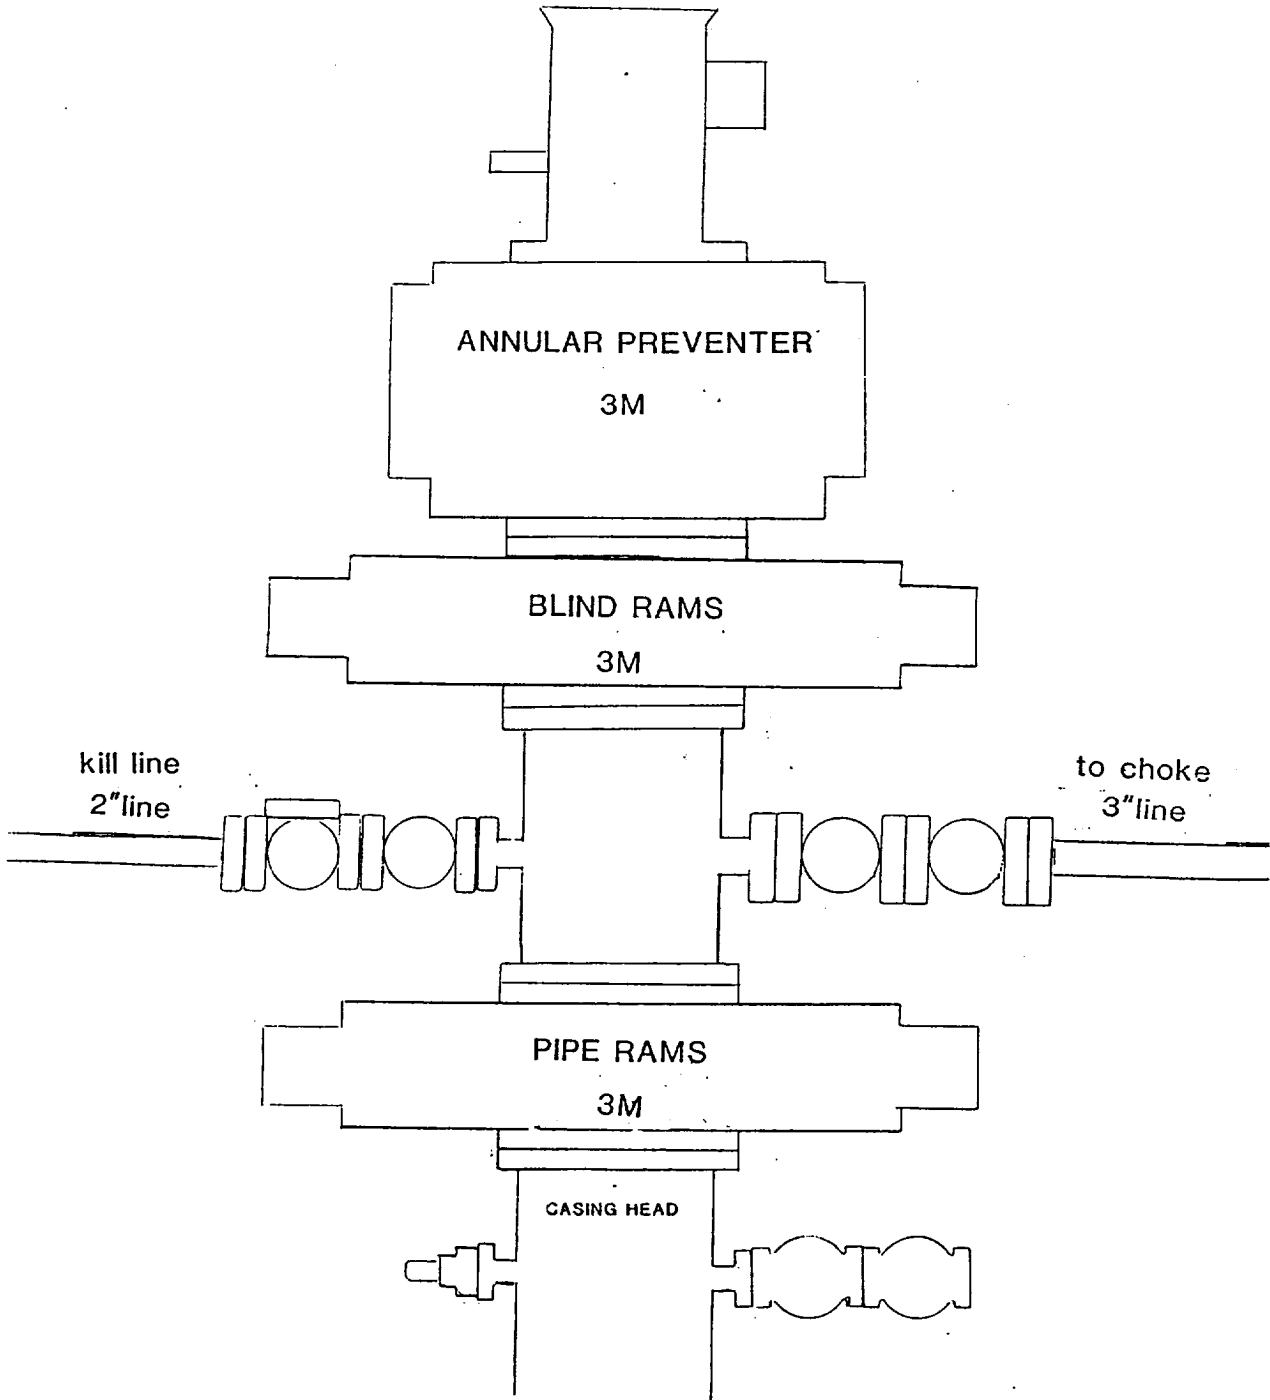 ANNULAR PREVENTER
3M
BLIND RAMS
3M
kill line
2"line
to choke
3"line
PIPE RAMS
3M
CASING HEAD